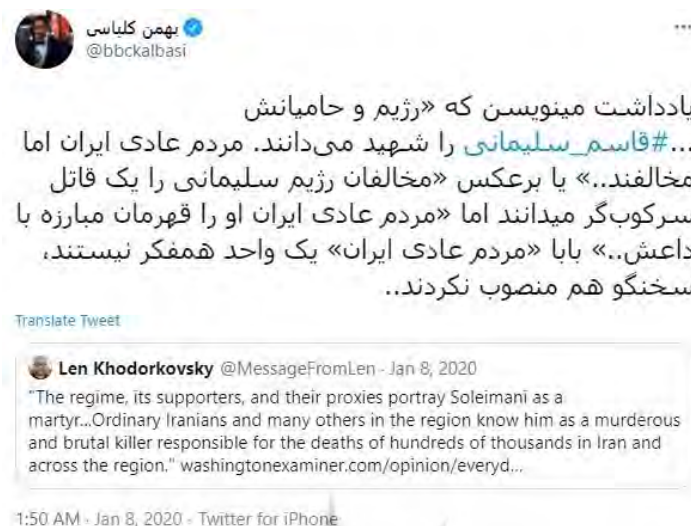 بهمن کلباسی
@bbckalbasi
یادداشت مینویسن که «رژیم و حامیانش
...#قاسم_سلیمانی را شهید می‌دانند. مردم عادی ایران اما
مخالفند..» یا برعکس «مخالفان رژیم سلیمانی را یک قاتل
سرکوب‌گر میدانند اما «مردم عادی ایران او را قهرمان مبارزه با
داعش..» بابا «مردم عادی ایران» یک واحد همفکر نیستند،
سخنگو هم منصوب نکردند..
Translate Tweet
Len Khodorkovsky @MessageFromLen · Jan 8, 2020
"The regime, its supporters, and their proxies portray Soleimani as a
martyr...Ordinary Iranians and many others in the region know him as a murderous
and brutal killer responsible for the deaths of hundreds of thousands in Iran and
across the region." washingtonexaminer.com/opinion/everyd...
1:50 AM · Jan 8, 2020 · Twitter for iPhone